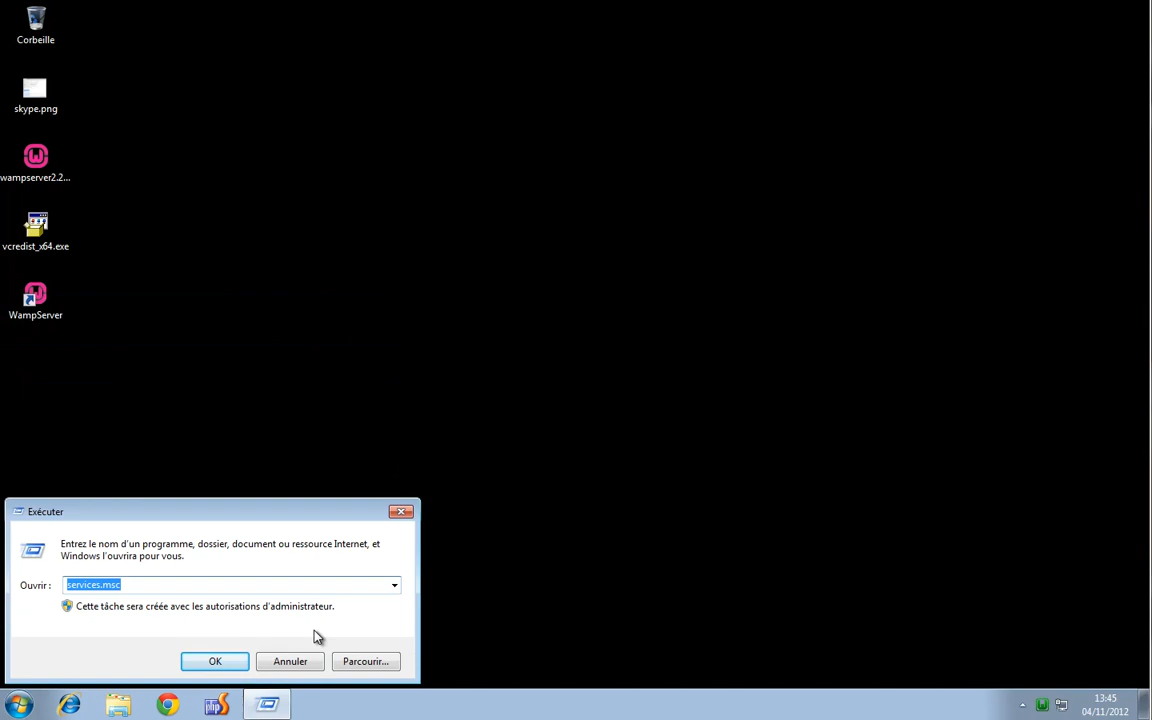 Corbeille
skype.png
wampserver2.2...
vcredist_x64.exe
WampServer
Exécuter
Entrez le nom d'un programme, dossier, document ou ressource Internet, et
Windows l'ouvrira pour vous.
Ouvrir :
services.msc
Cette tâche sera créée avec les autorisations d'administrateur.
OK
Annuler
Parcourir...
php
13:45
04/11/2012